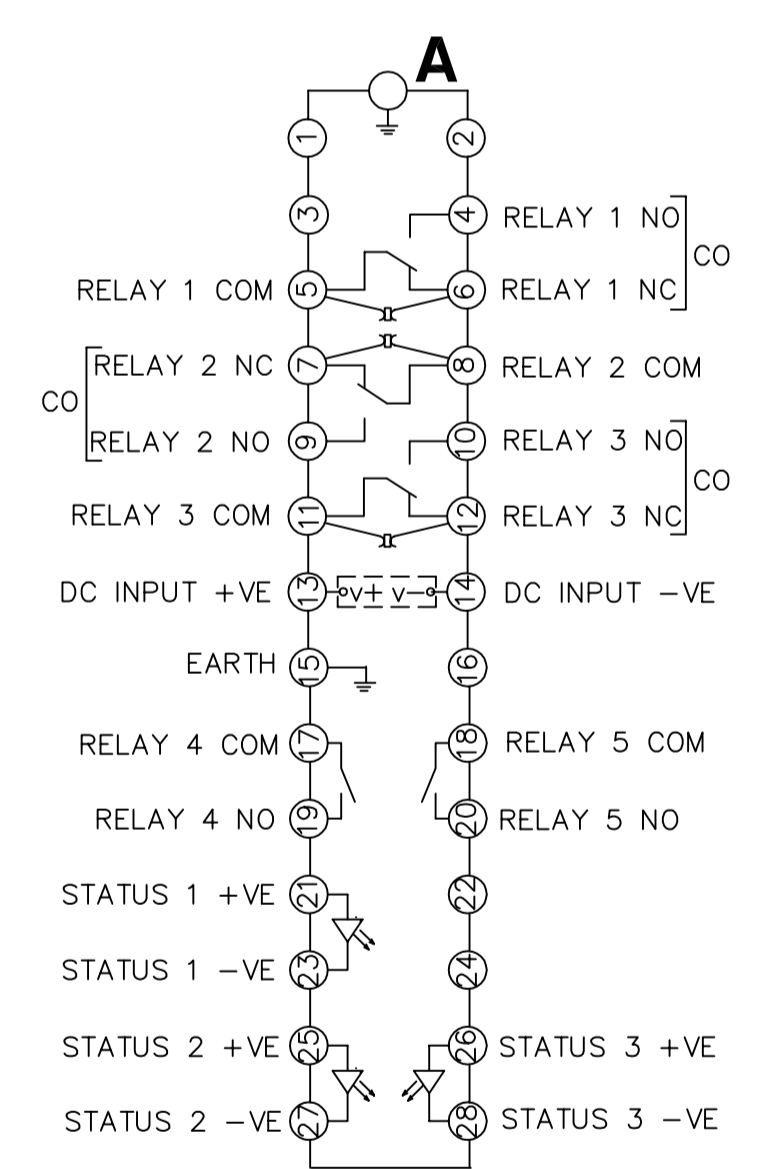 A
1 2
3 4 RELAY 1 NO
CO
RELAY 1 COM 5 6 RELAY 1 NC
RELAY 2 NC 7 8 RELAY 2 COM
CO
RELAY 2 NO 9 10 RELAY 3 NO
CO
RELAY 3 COM 11 12 RELAY 3 NC
DC INPUT +VE 13 V+ V− 14 DC INPUT −VE
EARTH 15 16
RELAY 4 COM 17 18 RELAY 5 COM
RELAY 4 NO 19 20 RELAY 5 NO
STATUS 1 +VE 21 22
STATUS 1 −VE 23 24
STATUS 2 +VE 25 26 STATUS 3 +VE
STATUS 2 −VE 27 28 STATUS 3 −VE